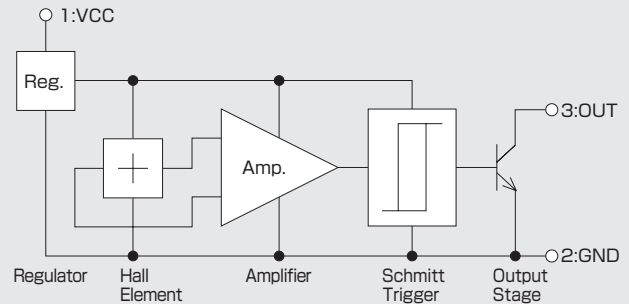 1:VCC
Reg.
Amp.
3:OUT
2:GND
Regulator
Hall
Element
Amplifier
Schmitt
Trigger
Output
Stage